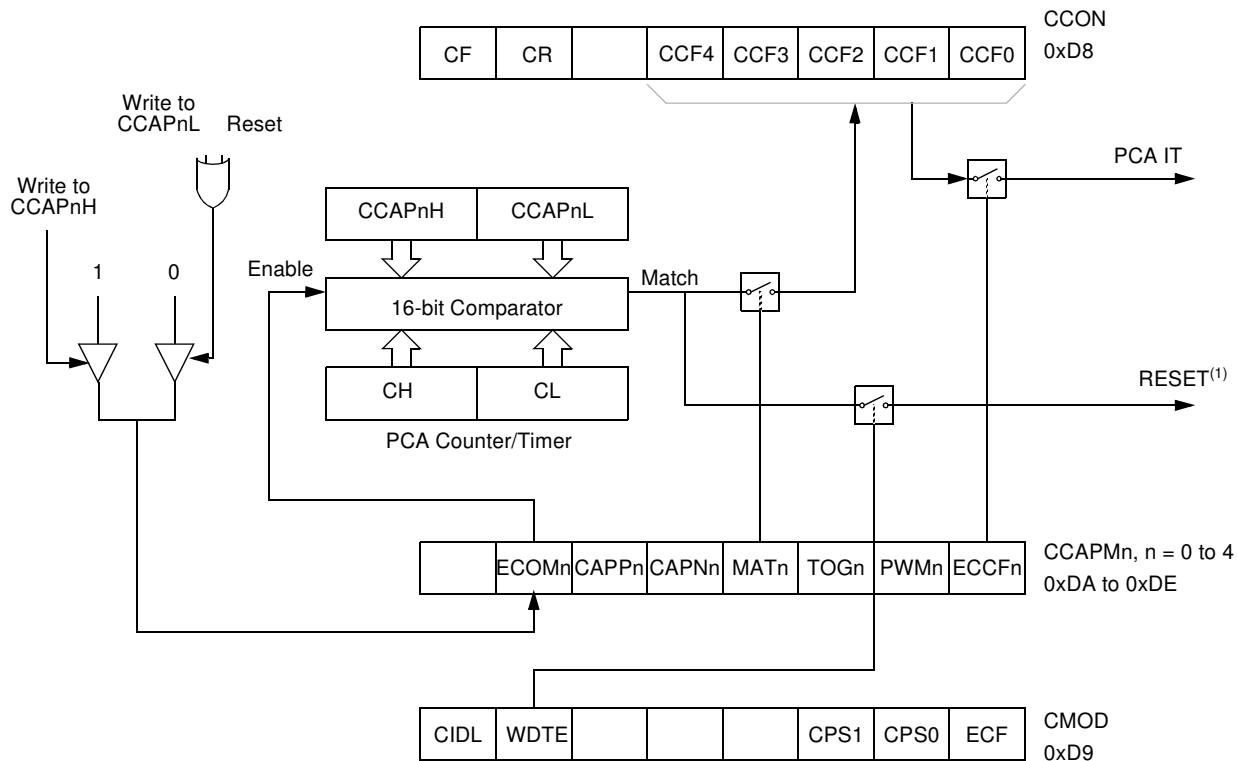 CCON
0xD8
CF CR CCF4 CCF3 CCF2 CCF1 CCF0
Write to
CCAPnL
Reset
Write to
CCAPnH
PCA IT
CCAPnH CCAPnL
1 0
Enable
Match
16-bit Comparator
CH CL
PCA Counter/Timer
RESET(1)
ECOMn CAPPn CAPNn MATn TOGn PWMn ECCFn
CCAPMn, n = 0 to 4
0xDA to 0xDE
CIDL WDTE CPS1 CPS0 ECF
CMOD
0xD9